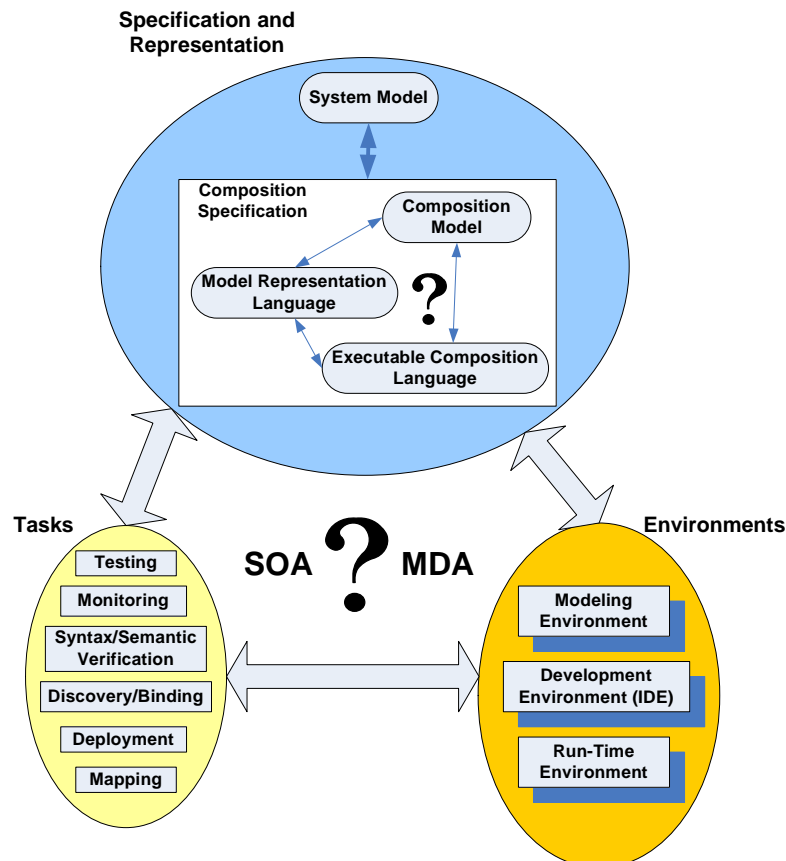 Specification and
Representation
System Model
Composition
Specification
Composition
Model
Model Representation
Language
?
Executable Composition
Language
Tasks
Environments
SOA ? MDA
Testing
Monitoring
Syntax/Semantic
Verification
Discovery/Binding
Deployment
Mapping
Modeling
Environment
Development
Environment (IDE)
Run-Time
Environment